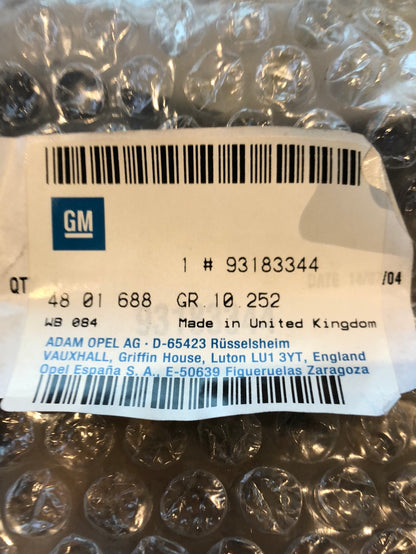 GM
1 # 93183344
QT
DATE /04
48 01 688 GR.10.252
WB 084 Made in United Kingdom
ADAM OPEL AG · D-65423 Rüsselsheim
VAUXHALL, Griffin House, Luton LU1 3YT, England
Opel España S. A., E-50639 Figueruelas Zaragoza